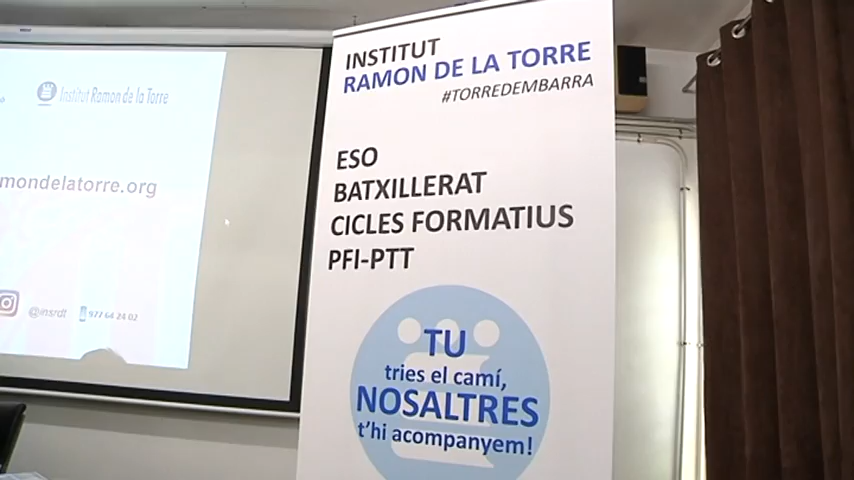 Institut Ramon de la Torre
mondelatorre.org
@insrdt
977 64 24 02
INSTITUT
RAMON DE LA TORRE
#TORREDEMBARRA
ESO
BATXILLERAT
CICLES FORMATIUS
PFI-PTT
TU
tries el camí,
NOSALTRES
t'hi acompanyem!